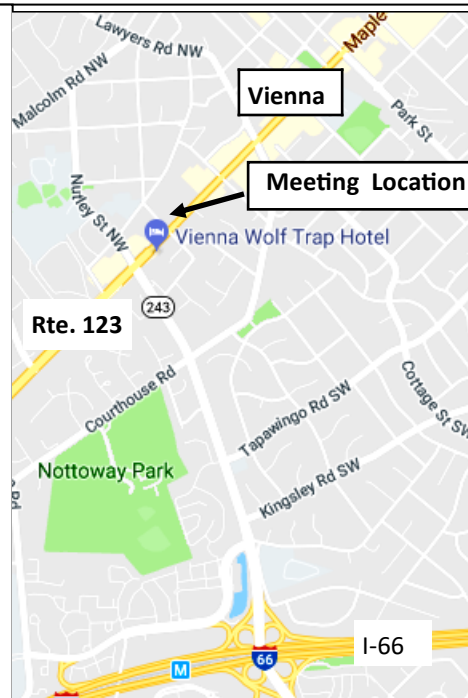 Lawyers Rd NW
Maple
Malcolm Rd NW
Vienna
Park St
Meeting Location
Nutley St NW
Vienna Wolf Trap Hotel
243
Rte. 123
Courthouse Rd
Cottage St SW
Tapawingo Rd SW
Nottoway Park
Kingsley Rd SW
Rd
I-66
66
M